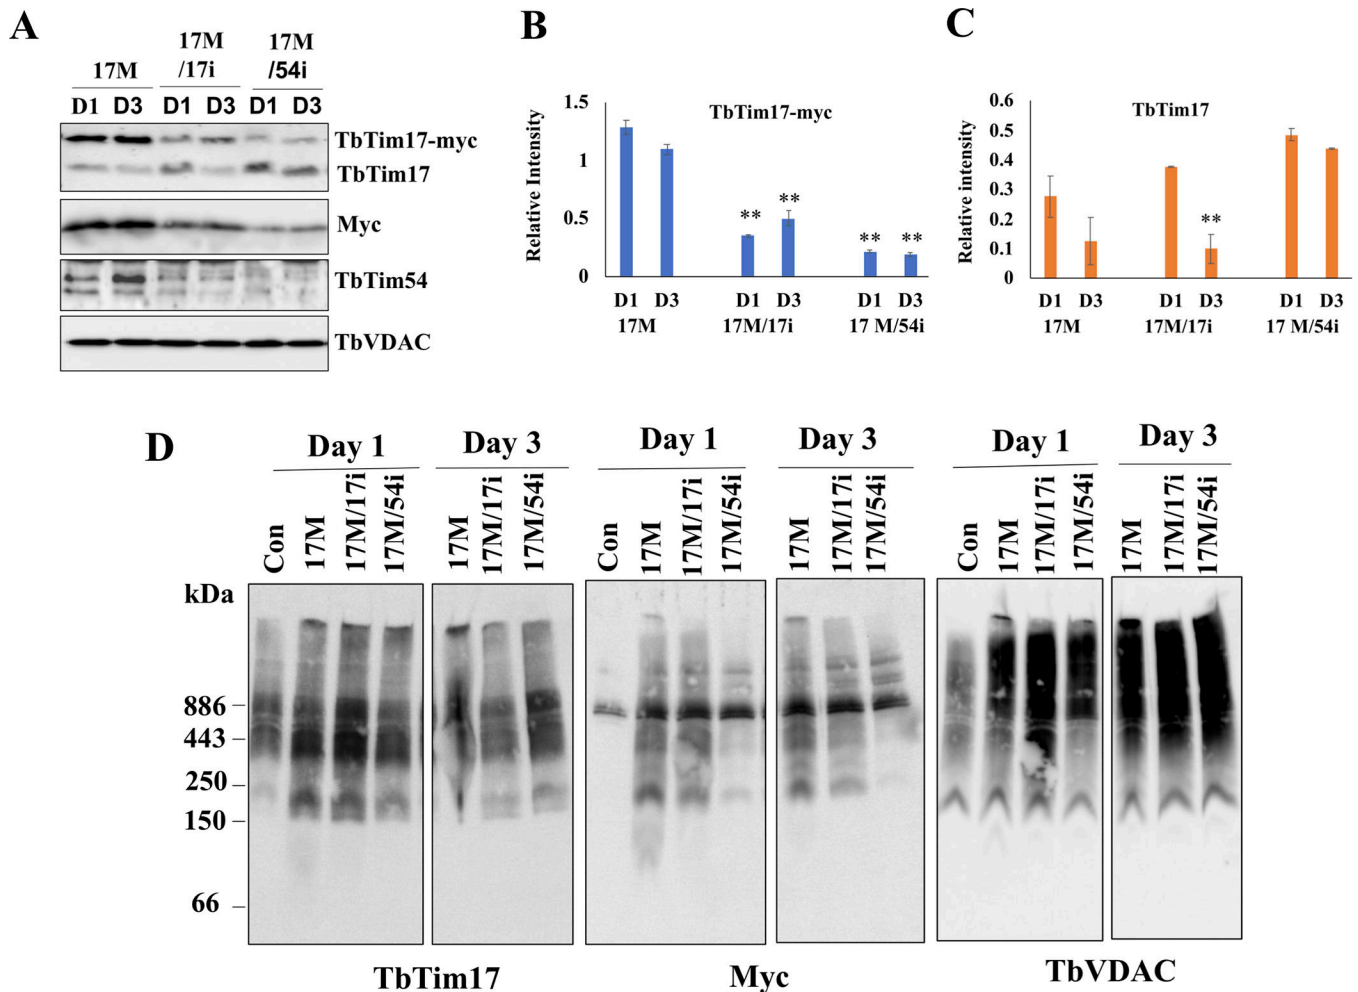 A
17M
17M
/17i
17M
/54i
D1 D3 D1 D3 D1 D3
TbTim17-myc
TbTim17
Myc
TbTim54
TbVDAC
B
TbTim17-myc
Relative Intensity
1.5
1
0.5
0
** ** ** **
D1 D3 D1 D3 D1 D3
17M 17M/17i 17 M/54i
C
TbTim17
Relative intensity
0.6
0.5
0.4
0.3
0.2
0.1
0
**
D1 D3 D1 D3 D1 D3
17M 17M/17i 17 M/54i
D
Day 1 Day 3 Day 1 Day 3 Day 1 Day 3
Con 17M 17M/17i 17M/54i 17M 17M/17i 17M/54i Con 17M 17M/17i 17M/54i 17M 17M/17i 17M/54i Con 17M 17M/17i 17M/54i 17M 17M/17i 17M/54i
kDa
886
443
250
150
66
TbTim17 Myc TbVDAC